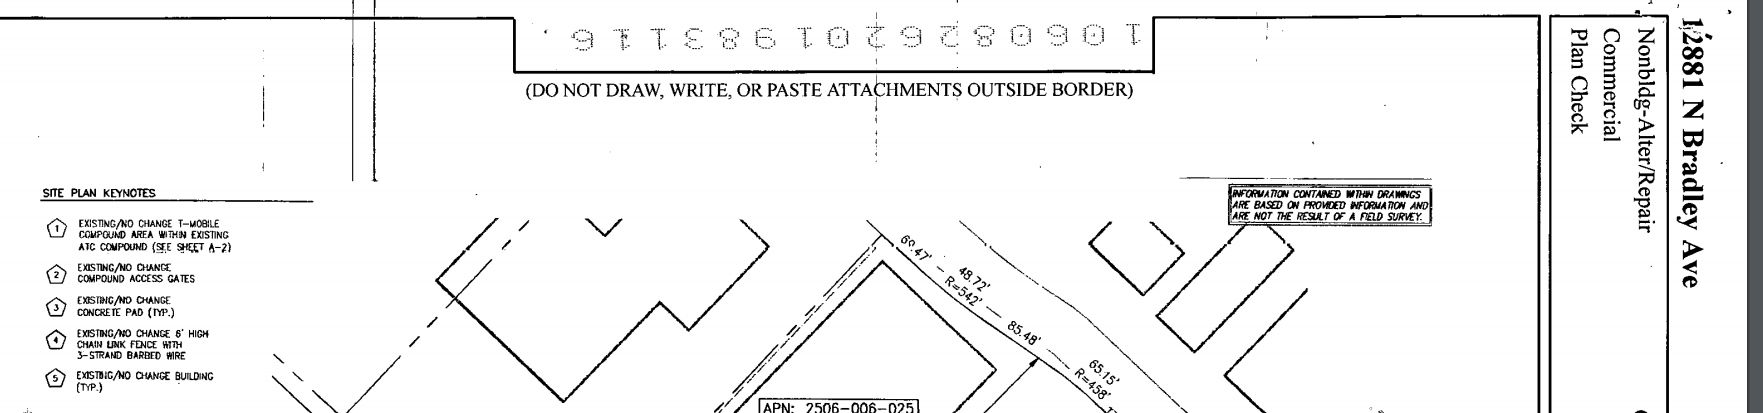 (DO NOT DRAW, WRITE, OR PASTE ATTACHMENTS OUTSIDE BORDER)
12881 N Bradley Ave
Nonbldg-Alter/Repair
Commercial
Plan Check
SITE PLAN KEYNOTES
1 EXISTING/NO CHANGE T-MOBILE
COMPOUND AREA WITHIN EXISTING
ATC COMPOUND (SEE SHEET A-2)
2 EXISTING/NO CHANGE
COMPOUND ACCESS GATES
3 EXISTING/NO CHANGE
CONCRETE PAD (TYP.)
4 EXISTING/NO CHANGE 6' HIGH
CHAIN LINK FENCE WITH
3-STRAND BARBED WIRE
5 EXISTING/NO CHANGE BUILDING
(TYP.)
INFORMATION CONTAINED WITHIN DRAWINGS
ARE BASED ON PROVIDED INFORMATION AND
ARE NOT THE RESULT OF A FIELD SURVEY.
69.47'
48.72'
R=542'
85.48'
65.15'
R=458'
APN: 2506-006-025